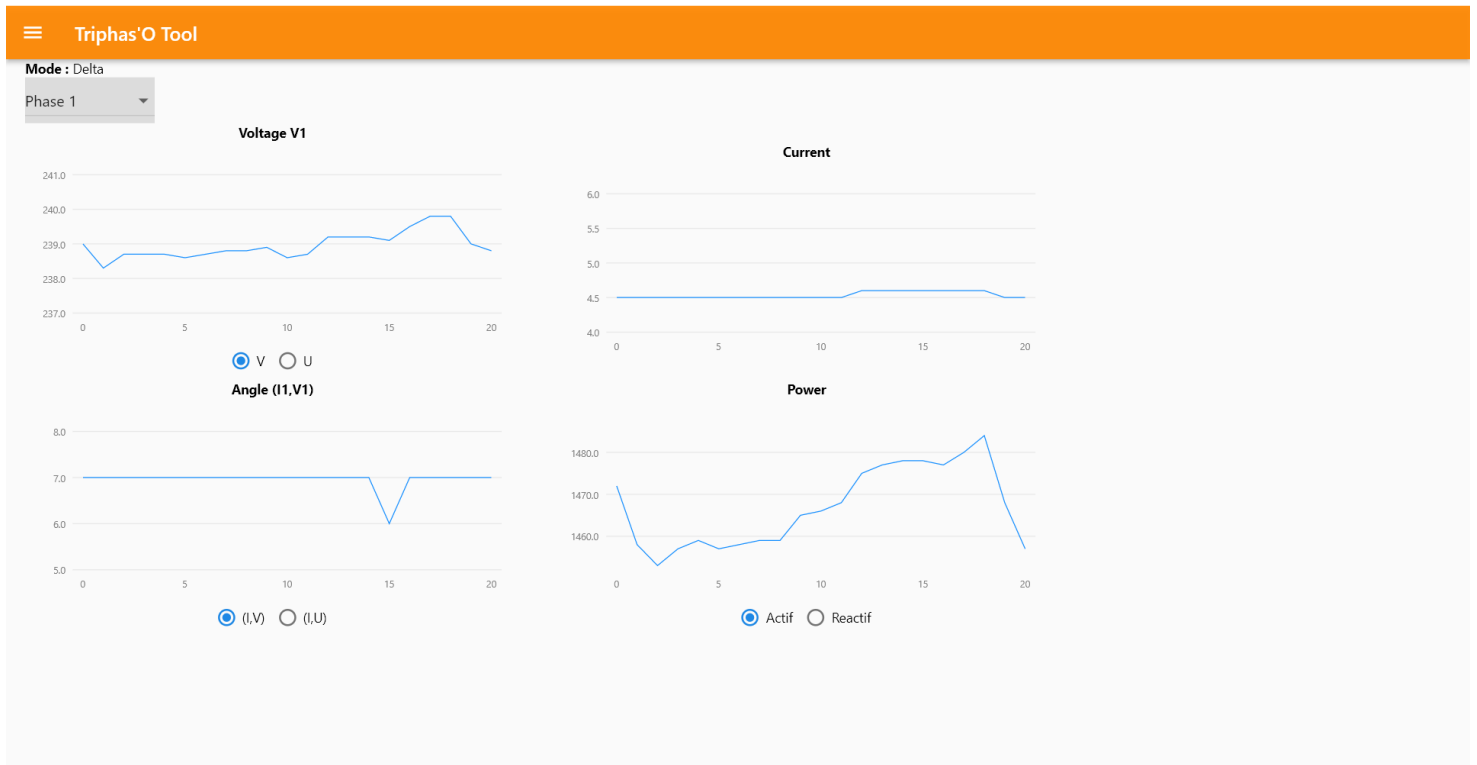 Triphas'O Tool
Mode : Delta
Phase 1
Voltage V1
241.0
240.0
239.0
238.0
237.0
0 5 10 15 20
V U
Current
6.0
5.5
5.0
4.5
4.0
0 5 10 15 20
Angle (I1,V1)
8.0
7.0
6.0
5.0
0 5 10 15 20
(I,V) (I,U)
Power
1480.0
1470.0
1460.0
0 5 10 15 20
Actif Reactif